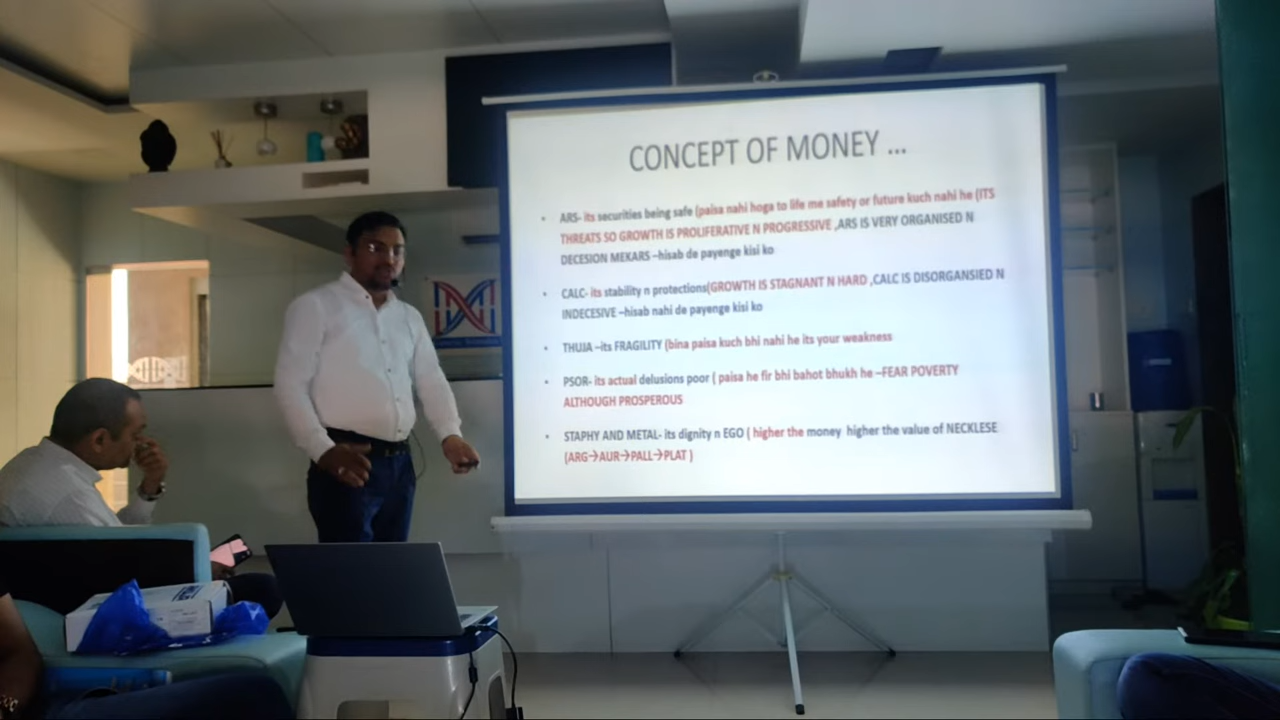 CONCEPT OF MONEY ...
• ARS- its securities being safe (paisa nahi hoga to life me safety or future kuch nahi he (ITS
THREATS SO GROWTH IS PROLIFERATIVE N PROGRESSIVE ,ARS IS VERY ORGANISED N
DECESION MEKARS –hisab de payenge kisi ko
• CALC- its stability n protections(GROWTH IS STAGNANT N HARD ,CALC IS DISORGANSIED N
INDECESIVE –hisab nahi de payenge kisi ko
• THUJA –its FRAGILITY (bina paisa kuch bhi nahi he its your weakness
• PSOR- its actual delusions poor ( paisa he fir bhi bahot bhukh he –FEAR POVERTY
ALTHOUGH PROSPEROUS
• STAPHY AND METAL- its dignity n EGO ( higher the money higher the value of NECKLESE
(ARG→AUR→PALL→PLAT )